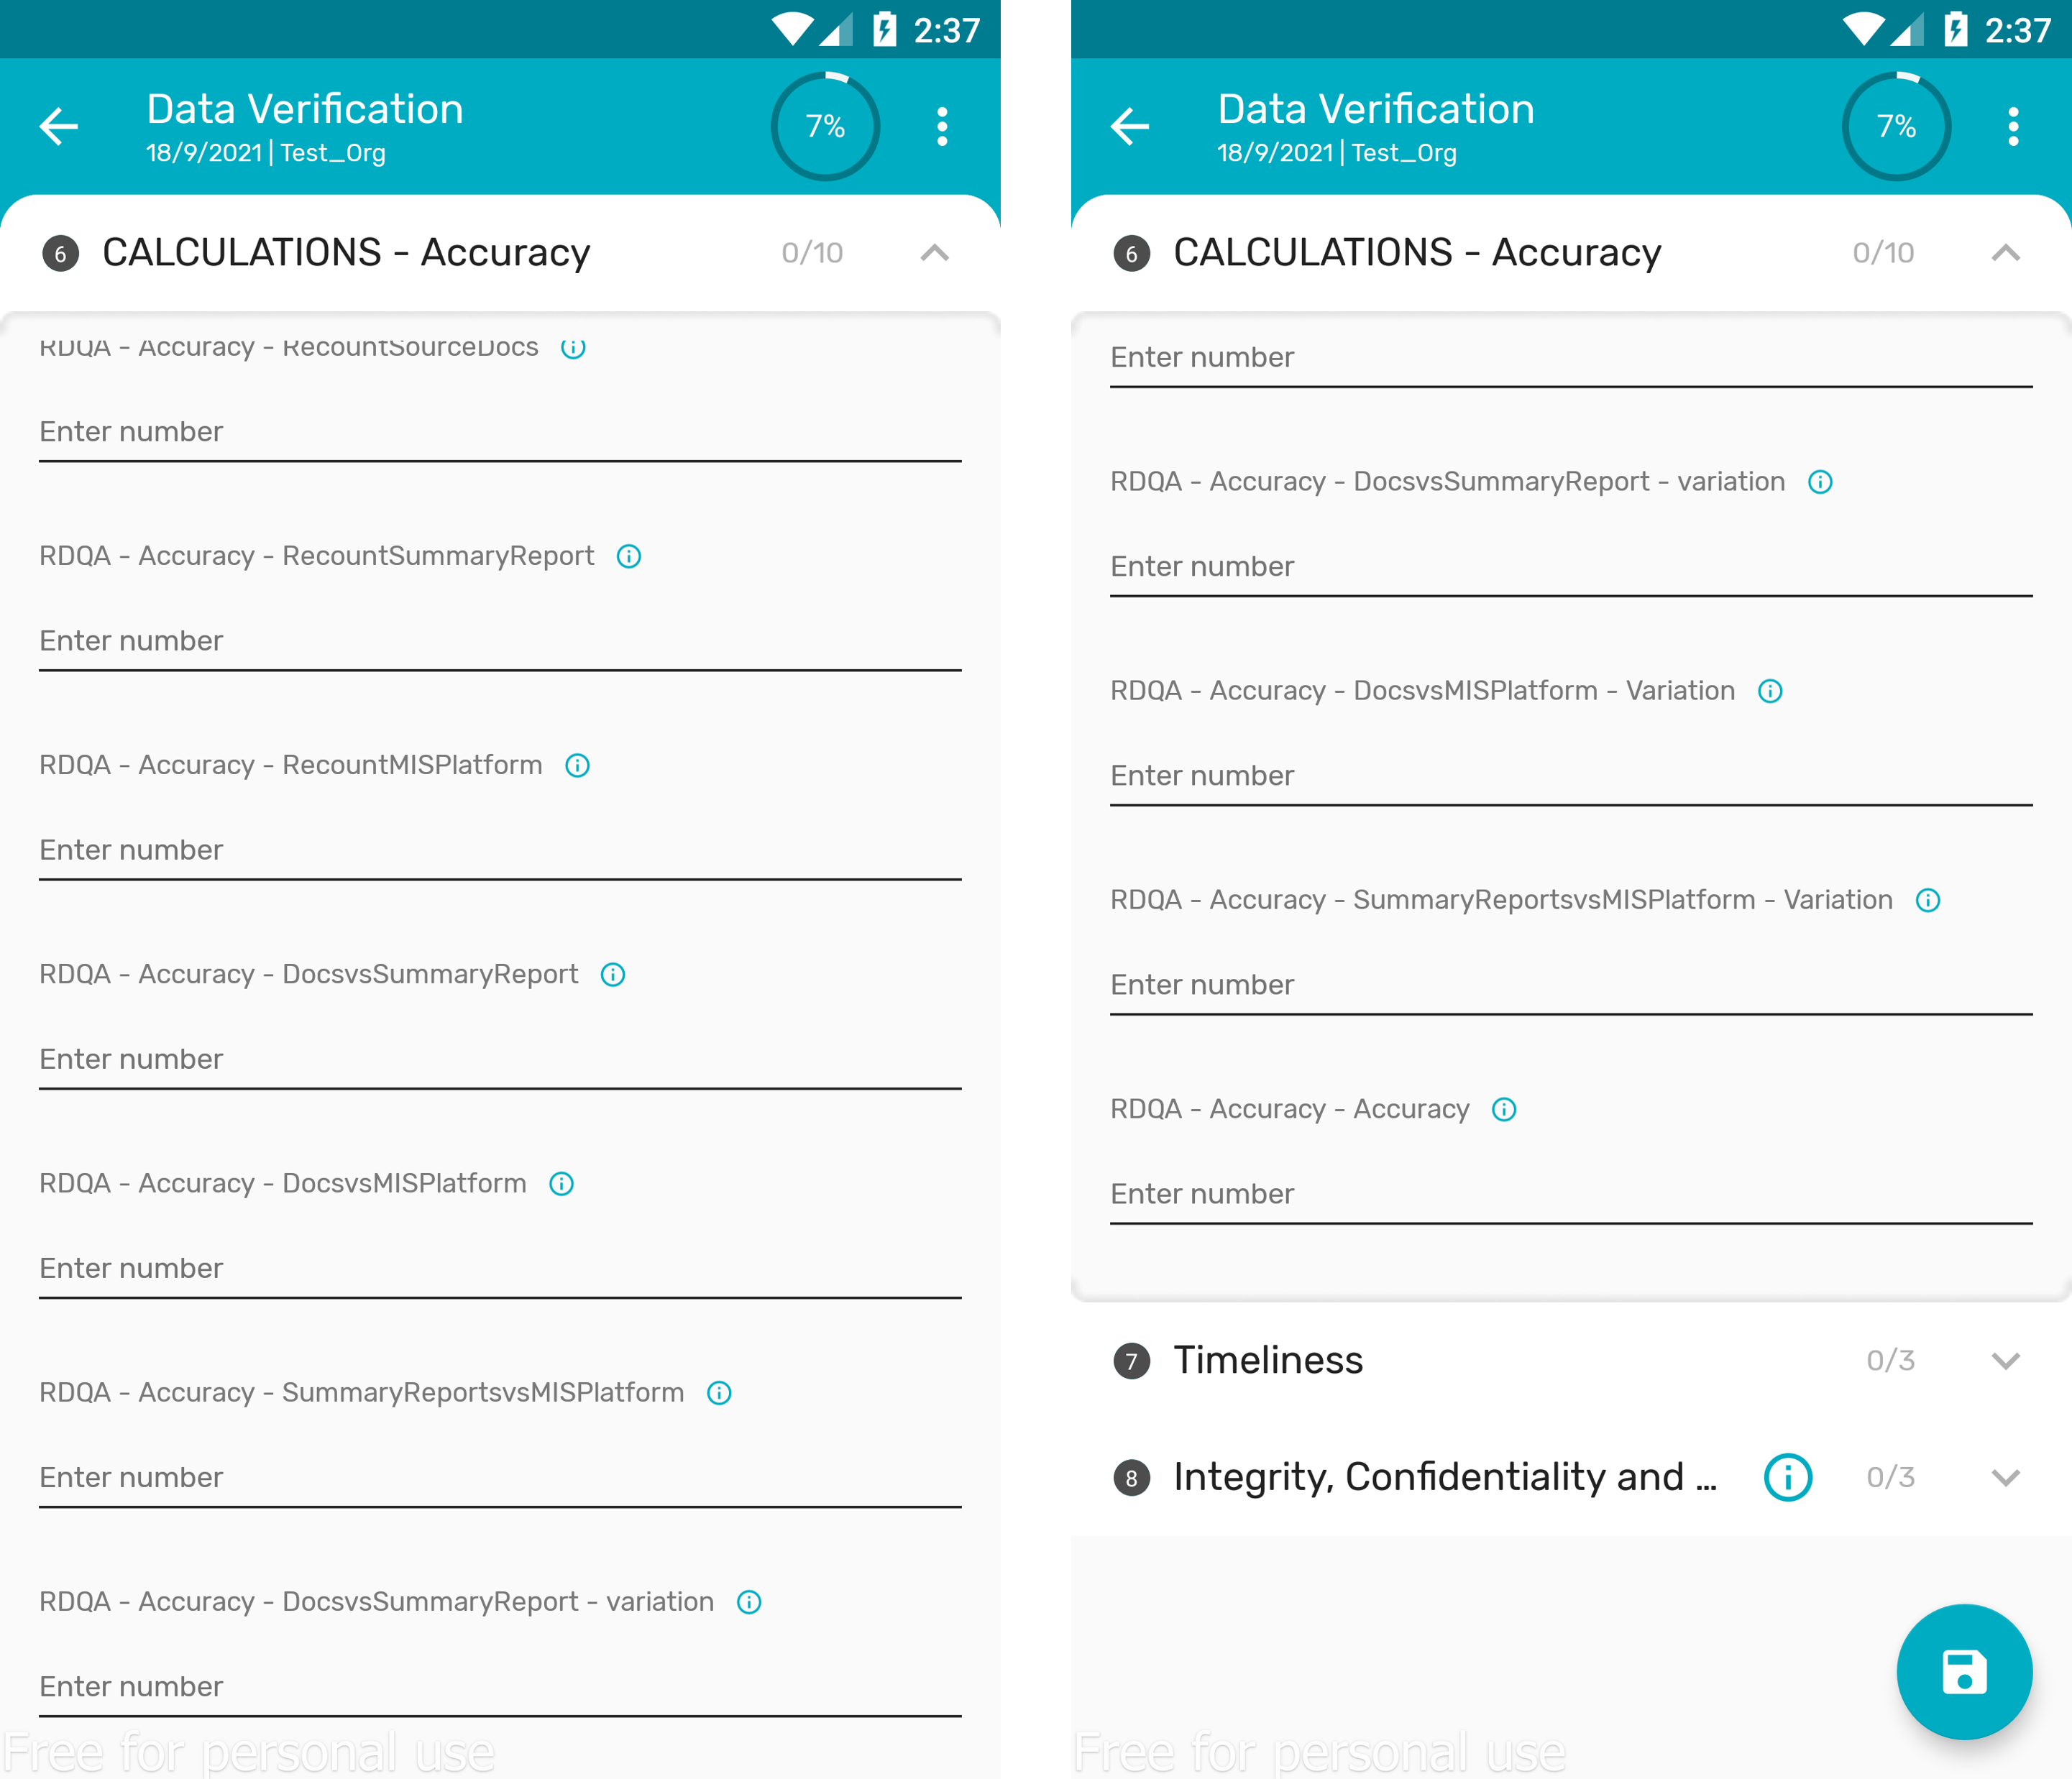 2:37
Data Verification
18/9/2021 | Test_Org
7%
6 CALCULATIONS - Accuracy 0/10
RDQA - Accuracy - RecountSourceDocs
Enter number
RDQA - Accuracy - RecountSummaryReport
Enter number
RDQA - Accuracy - RecountMISPlatform
Enter number
RDQA - Accuracy - DocsvsSummaryReport
Enter number
RDQA - Accuracy - DocsvsMISPlatform
Enter number
RDQA - Accuracy - SummaryReportsvsMISPlatform
Enter number
RDQA - Accuracy - DocsvsSummaryReport - variation
Enter number
Free for personal use
2:37
Data Verification
18/9/2021 | Test_Org
7%
6 CALCULATIONS - Accuracy 0/10
Enter number
RDQA - Accuracy - DocsvsSummaryReport - variation
Enter number
RDQA - Accuracy - DocsvsMISPlatform - Variation
Enter number
RDQA - Accuracy - SummaryReportsvsMISPlatform - Variation
Enter number
RDQA - Accuracy - Accuracy
Enter number
7 Timeliness 0/3
8 Integrity, Confidentiality and ... 0/3
Free for personal use